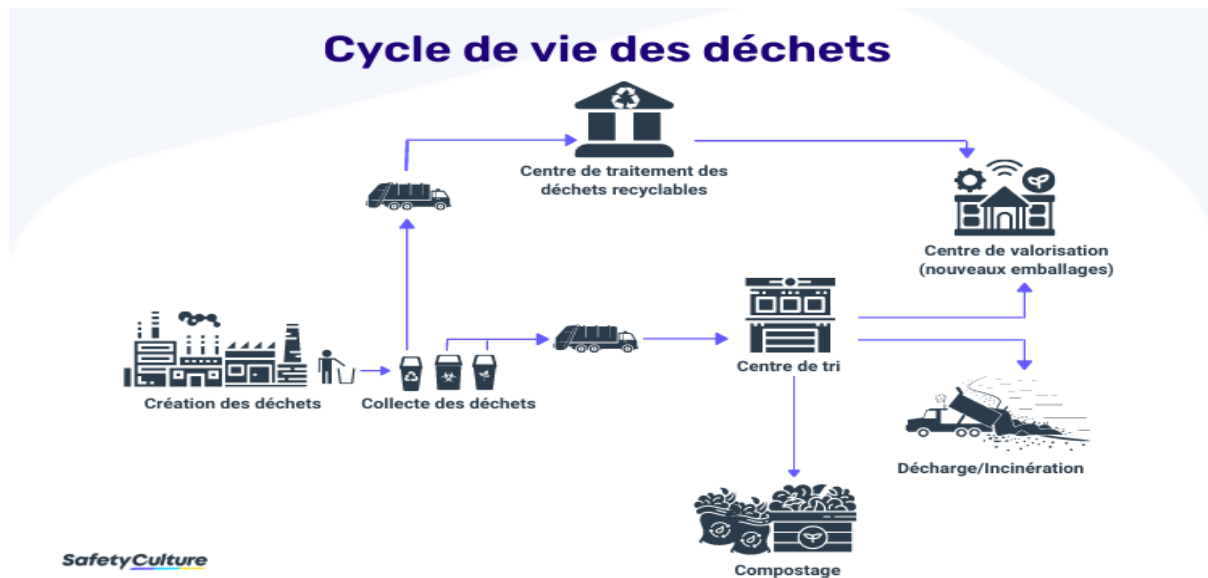 Cycle de vie des déchets
Centre de traitement des
déchets recyclables
Centre de valorisation
(nouveaux emballages)
Création des déchets
Collecte des déchets
Centre de tri
Décharge/Incinération
Compostage
SafetyCulture